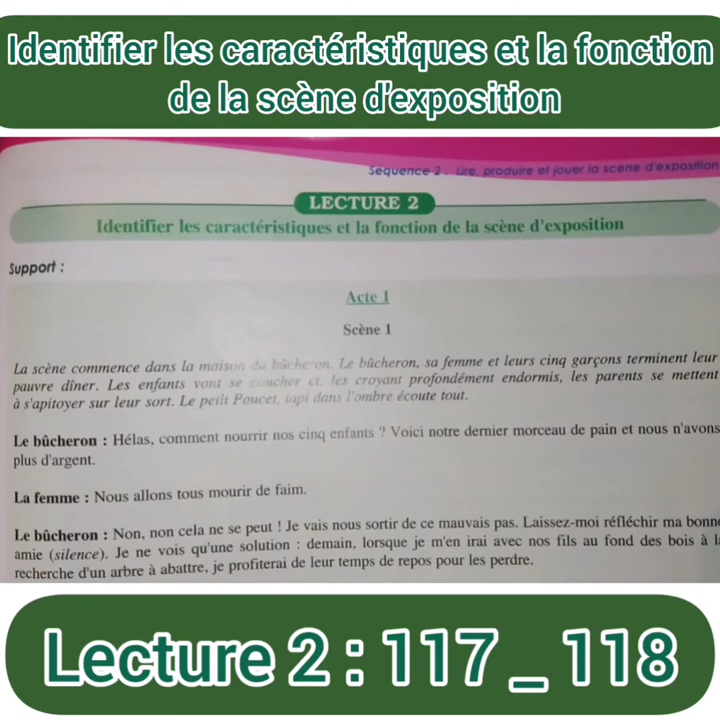 Identifier les caractéristiques et la fonction
de la scène d'exposition
Séquence 2 : Lire, produire et jouer la scène d'exposition
LECTURE 2
Identifier les caractéristiques et la fonction de la scène d'exposition
Support :
Acte 1
Scène 1
La scène commence dans la maison du bûcheron. Le bûcheron, sa femme et leurs cinq garçons terminent leur
pauvre dîner. Les enfants vont se coucher et, les croyant profondément endormis, les parents se mettent
à s'apitoyer sur leur sort. Le petit Poucet, tapi dans l'ombre écoute tout.
Le bûcheron : Hélas, comment nourrir nos cinq enfants ? Voici notre dernier morceau de pain et nous n'avons
plus d'argent.
La femme : Nous allons tous mourir de faim.
Le bûcheron : Non, non cela ne se peut ! Je vais nous sortir de ce mauvais pas. Laissez-moi réfléchir ma bonne
amie (silence). Je ne vois qu'une solution : demain, lorsque je m'en irai avec nos fils au fond des bois à la
recherche d'un arbre à abattre, je profiterai de leur temps de repos pour les perdre.
Lecture 2 : 117 _ 118